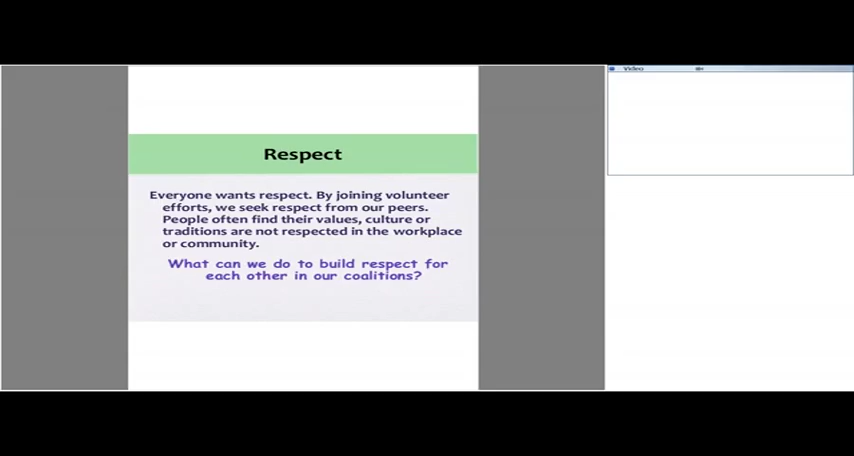 Respect
Everyone wants respect. By joining volunteer
efforts, we seek respect from our peers.
People often find their values, culture or
traditions are not respected in the workplace
or community.
What can we do to build respect for
each other in our coalitions?
Video